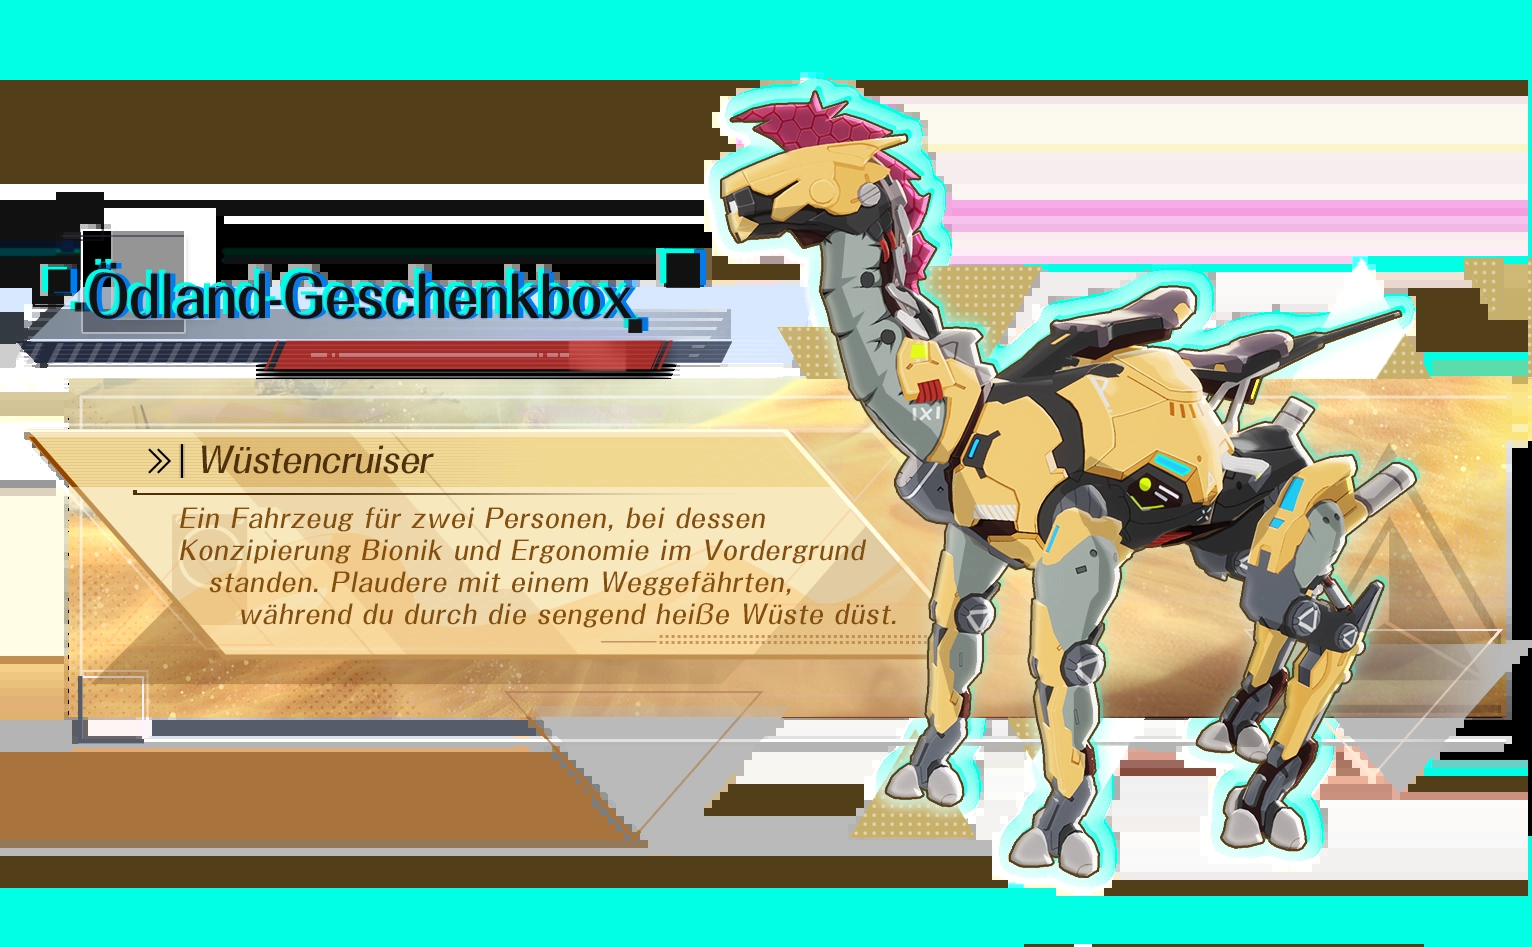 Ödland-Geschenkbox
Wüstencruiser
Ein Fahrzeug für zwei Personen, bei dessen
Konzipierung Bionik und Ergonomie im Vordergrund
standen. Plaudere mit einem Weggefährten,
während du durch die sengend heiße Wüste düst.